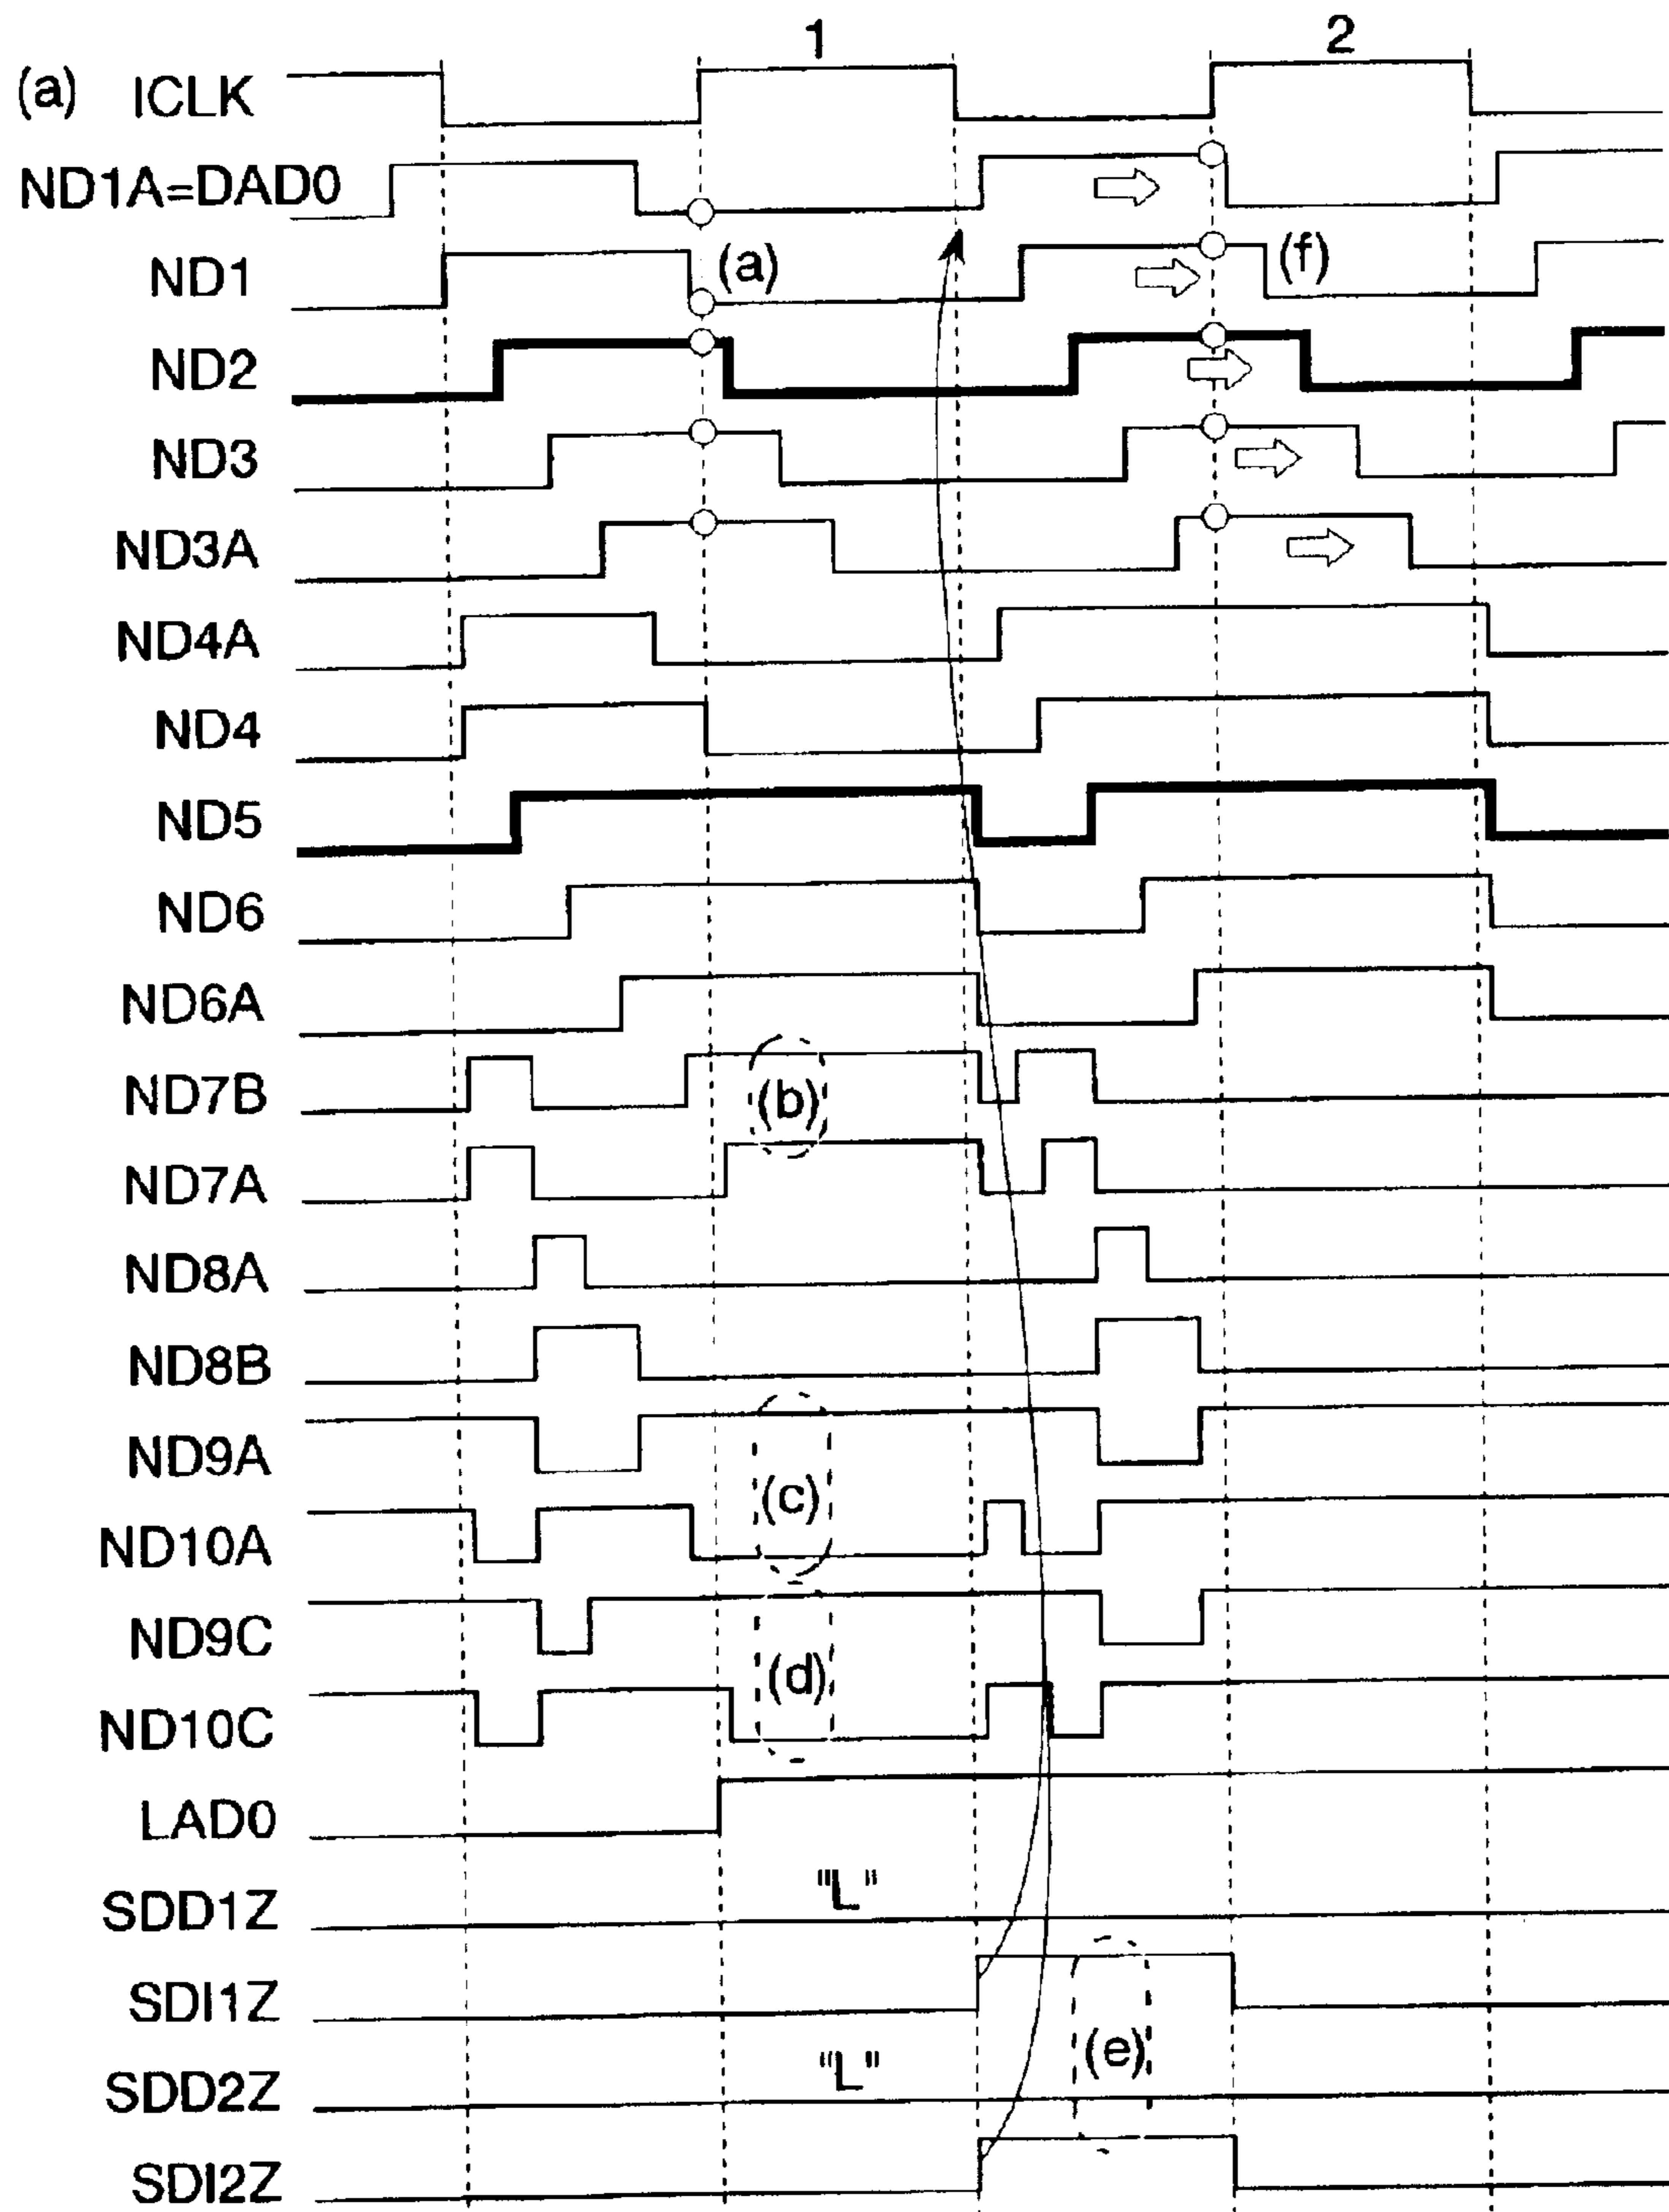 1 2
(a) ICLK
ND1A=DAD0
ND1 (a) (f)
ND2
ND3
ND3A
ND4A
ND4
ND5
ND6
ND6A
ND7B (b)
ND7A
ND8A
ND8B
ND9A
(c)
ND10A
ND9C
(d)
ND10C
LAD0
"L"
SDD1Z
SDI1Z
(e)
"L"
SDD2Z
SDI2Z